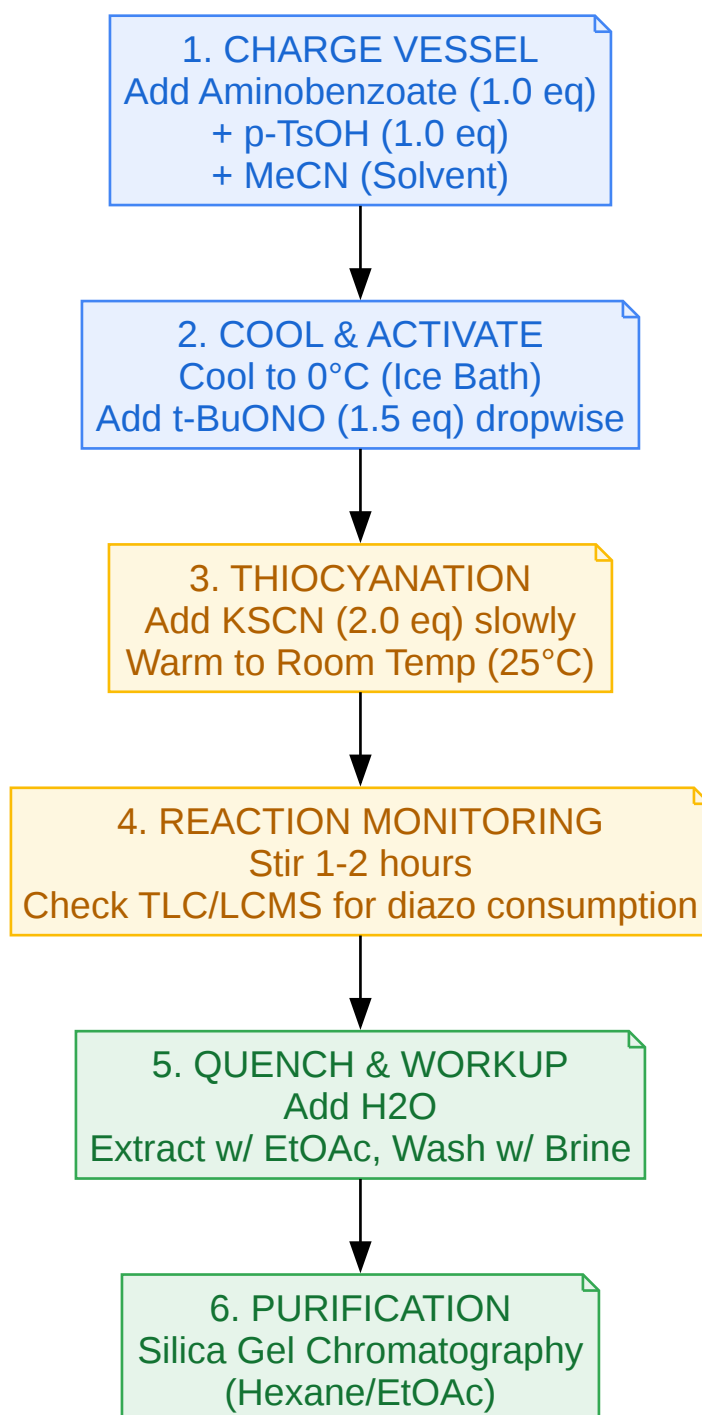 1. CHARGE VESSEL
Add Aminobenzoate (1.0 eq)
+ p-TsOH (1.0 eq)
+ MeCN (Solvent)
2. COOL & ACTIVATE
Cool to 0°C (Ice Bath)
Add t-BuONO (1.5 eq) dropwise
3. THIOCYANATION
Add KSCN (2.0 eq) slowly
Warm to Room Temp (25°C)
4. REACTION MONITORING
Stir 1-2 hours
Check TLC/LCMS for diazo consumption
5. QUENCH & WORKUP
Add H2O
Extract w/ EtOAc, Wash w/ Brine
6. PURIFICATION
Silica Gel Chromatography
(Hexane/EtOAc)